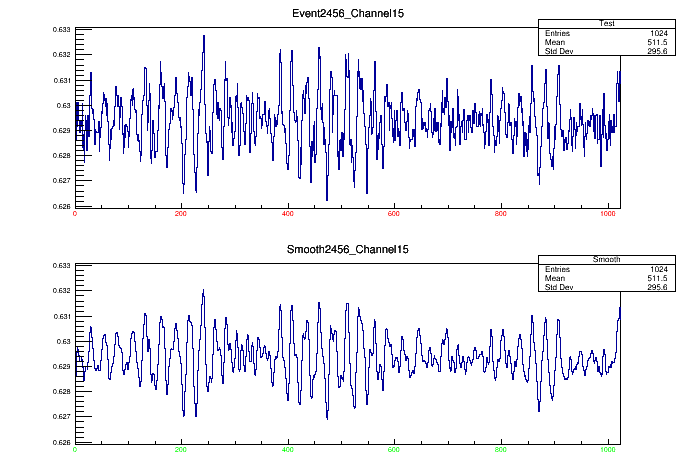 Event2456_Channel15
Test
Entries 1024
Mean 511.5
Std Dev 295.6
0.633
0.632
0.631
0.63
0.629
0.628
0.627
0.626
0 200 400 600 800 1000
Smooth2456_Channel15
Smooth
Entries 1024
Mean 511.5
Std Dev 295.6
0.633
0.632
0.631
0.63
0.629
0.628
0.627
0.626
0 200 400 600 800 1000